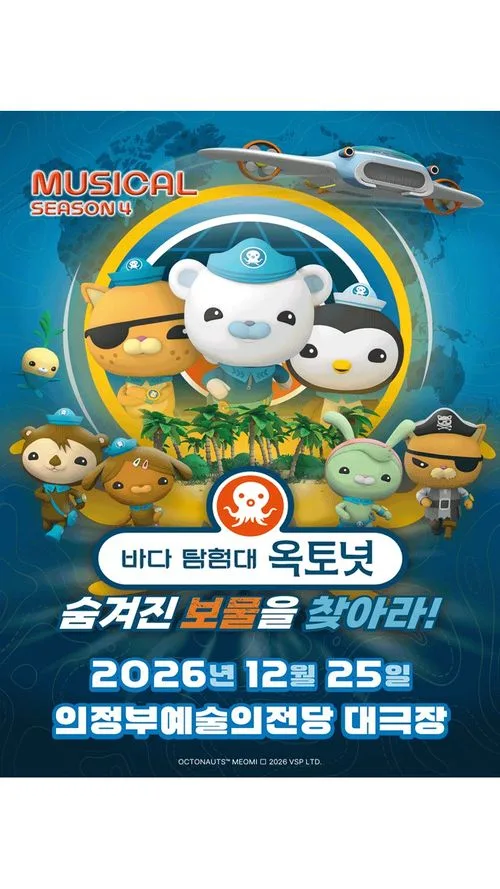 MUSICAL
SEASON 4
바다 탐험대 옥토넛
숨겨진 보물을 찾아라!
2026년 12월 25일
의정부예술의전당 대극장
OCTONAUTS™ MEOMI □ 2026 VSP LTD.